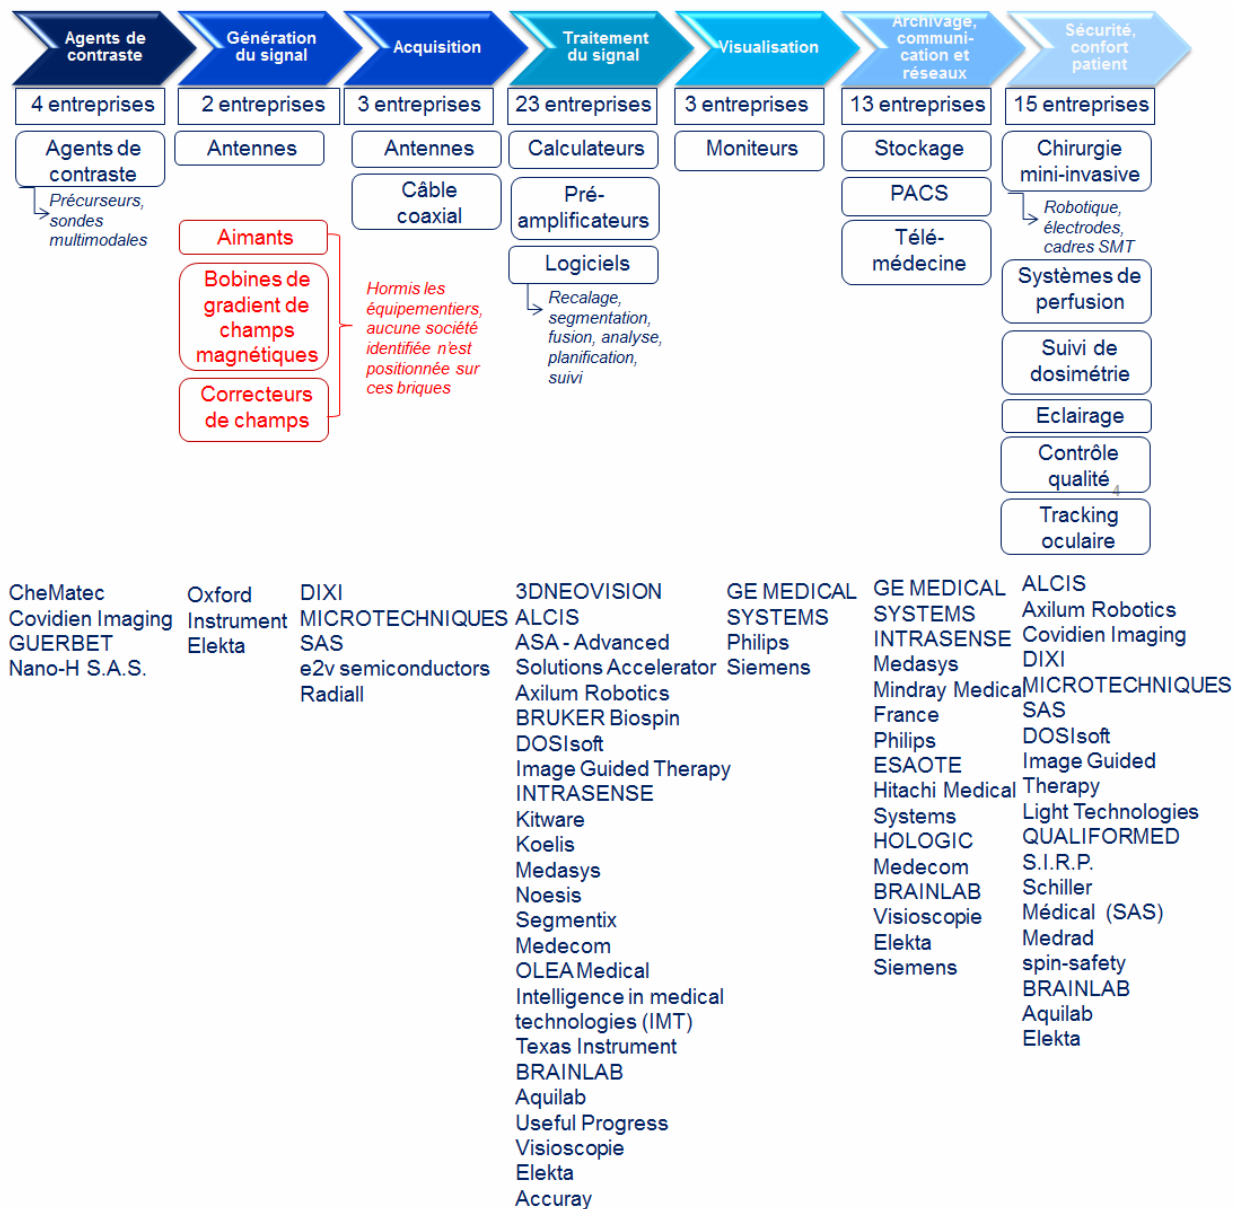 Agents de
contraste
Génération
du signal
Acquisition
Traitement
du signal
Visualisation
Archivage,
communi-
cation et
réseaux
Sécurité,
confort
patient
4 entreprises
2 entreprises
3 entreprises
23 entreprises
3 entreprises
13 entreprises
15 entreprises
Agents de
contraste
Précurseurs,
sondes
multimodales
Antennes
Aimants
Bobines de
gradient de
champs
magnétiques
Correcteurs
de champs
Hormis les
équipementiers,
aucune société
identifiée n'est
positionnée sur
ces briques
Antennes
Câble
coaxial
Calculateurs
Pré-
amplificateurs
Logiciels
Recalage,
segmentation,
fusion, analyse,
planification,
suivi
Moniteurs
Stockage
PACS
Télé-
médecine
Chirurgie
mini-invasive
Robotique,
électrodes,
cadres SMT
Systèmes de
perfusion
Suivi de
dosimétrie
Eclairage
Contrôle
qualité
4
Tracking
oculaire
CheMatec
Covidien Imaging
GUERBET
Nano-H S.A.S.
Oxford
Instrument
Elekta
DIXI
MICROTECHNIQUES
SAS
e2v semiconductors
Radiall
3DNEOVISION
ALCIS
ASA - Advanced
Solutions Accelerator
Axilum Robotics
BRUKER Biospin
DOSIsoft
Image Guided Therapy
INTRASENSE
Kitware
Koelis
Medasys
Noesis
Segmentix
Medecom
OLEA Medical
Intelligence in medical
technologies (IMT)
Texas Instrument
BRAINLAB
Aquilab
Useful Progress
Visioscopie
Elekta
Accuray
GE MEDICAL
SYSTEMS
Philips
Siemens
GE MEDICAL
SYSTEMS
INTRASENSE
Medasys
Mindray Medical
France
Philips
ESAOTE
Hitachi Medical
Systems
HOLOGIC
Medecom
BRAINLAB
Visioscopie
Elekta
Siemens
ALCIS
Axilum Robotics
Covidien Imaging
DIXI
MICROTECHNIQUES
SAS
DOSIsoft
Image Guided
Therapy
Light Technologies
QUALIFORMED
S.I.R.P.
Schiller
Médical (SAS)
Medrad
spin-safety
BRAINLAB
Aquilab
Elekta